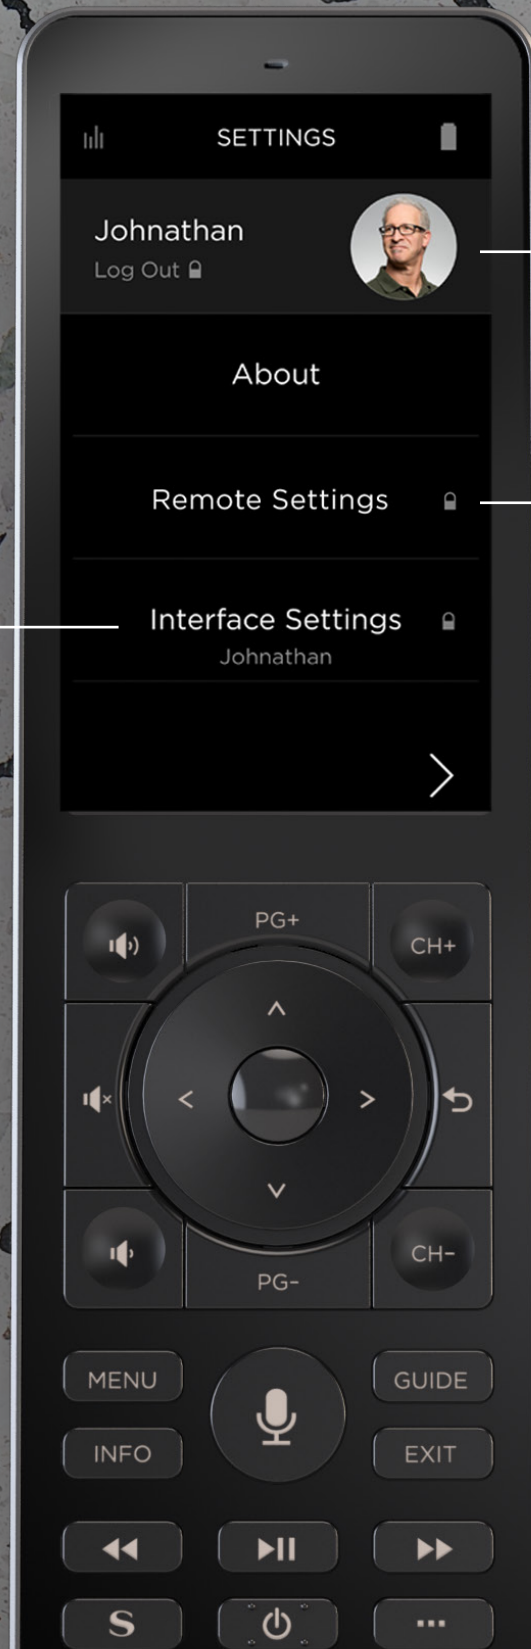 SETTINGS
Johnathan
Log Out
About
Remote Settings
Interface Settings
Johnathan
PG+
CH+
PG-
CH-
MENU
GUIDE
INFO
EXIT
S